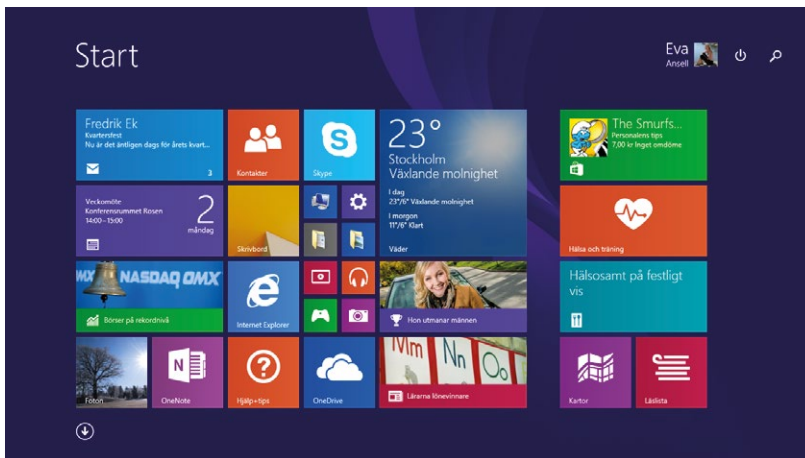 Start
Eva
Ansell
Fredrik Ek
Kvartersfest
Nu är det äntligen dags för årets kvart...
3
Kontakter
S
Skype
23°
Stockholm
Växlande molnighet
I dag
23°/6° Växlande molnighet
I morgon
11°/6° Klart
Väder
The Smurfs...
Personalens tips
7,00 kr Inget omdöme
Veckomöte
Konferensrummet Rosen
14:00–15:00
2
måndag
Skrivbord
Hälsa och träning
MX NASDAQ OMX
Börser på rekordnivå
Internet Explorer
Hon utmanar männen
Hälsosamt på festligt
vis
Foton
N
OneNote
?
Hjälp+tips
OneDrive
Mm Nn Oo
Lärarna lönevinnare
Kartor
Läslista